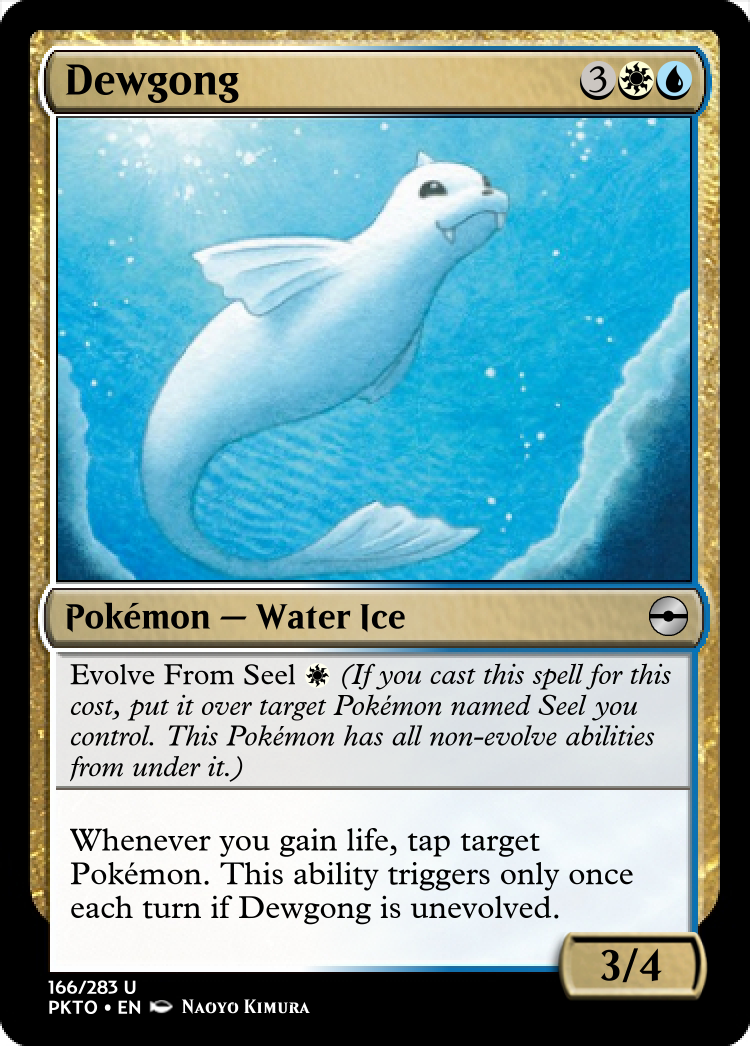 Dewgong 3
Pokémon — Water Ice
Evolve From Seel (If you cast this spell for this
cost, put it over target Pokémon named Seel you
control. This Pokémon has all non-evolve abilities
from under it.)
Whenever you gain life, tap target
Pokémon. This ability triggers only once
each turn if Dewgong is unevolved.
3/4
166/283 U
PKTO • EN Naoyo Kimura